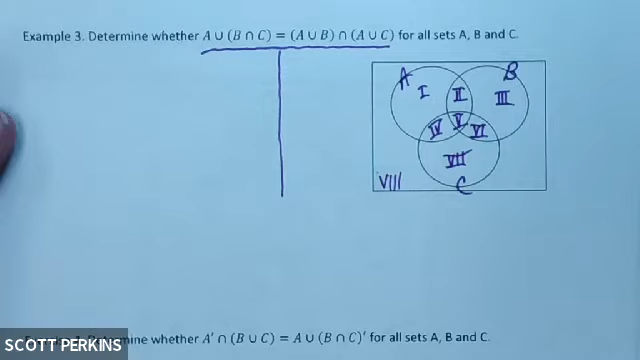 Example 3. Determine whether A ∪ (B ∩ C) = (A ∪ B) ∩ (A ∪ C) for all sets A, B and C.
A
B
I
II
III
IV
V
VI
VII
VIII
C
SCOTT PERKINS
mine whether A′ ∩ (B ∪ C) = A ∪ (B ∩ C)′ for all sets A, B and C.